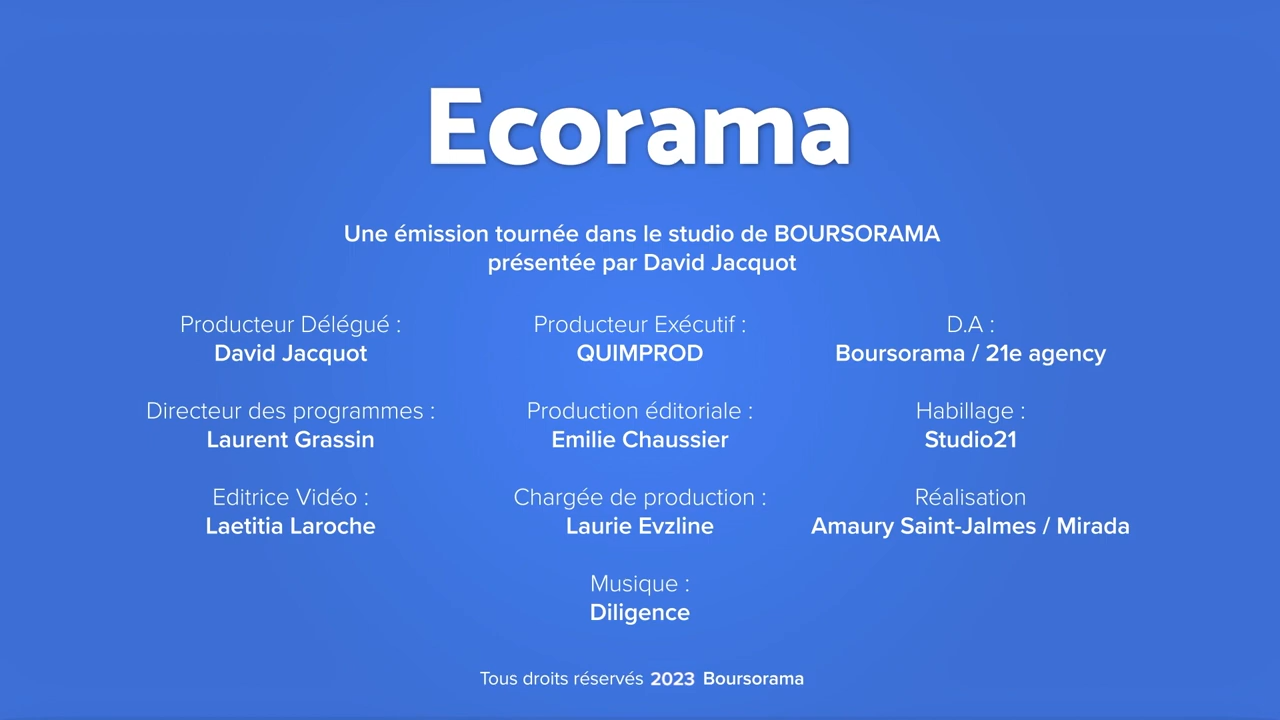 Ecorama
Une émission tournée dans le studio de BOURSORAMA
présentée par David Jacquot
Producteur Délégué :
David Jacquot
Producteur Exécutif :
QUIMPROD
D.A :
Boursorama / 21e agency
Directeur des programmes :
Laurent Grassin
Production éditoriale :
Emilie Chaussier
Habillage :
Studio21
Editrice Vidéo :
Laetitia Laroche
Chargée de production :
Laurie Evzline
Réalisation
Amaury Saint-Jalmes / Mirada
Musique :
Diligence
Tous droits réservés 2023 Boursorama